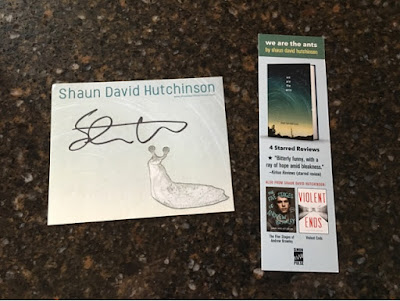 Shaun David Hutchinson
we are the ants
by shaun david hutchinson
4 Starred Reviews
★ "Bitterly funny, with a
ray of hope amid bleakness."
-Kirkus Reviews (starred review)
ALSO FROM SHAUN DAVID HUTCHINSON
VIOLENT
ENDS
The Five Stages of
Andrew Brawley
Violent Ends
SIMON
PULSE